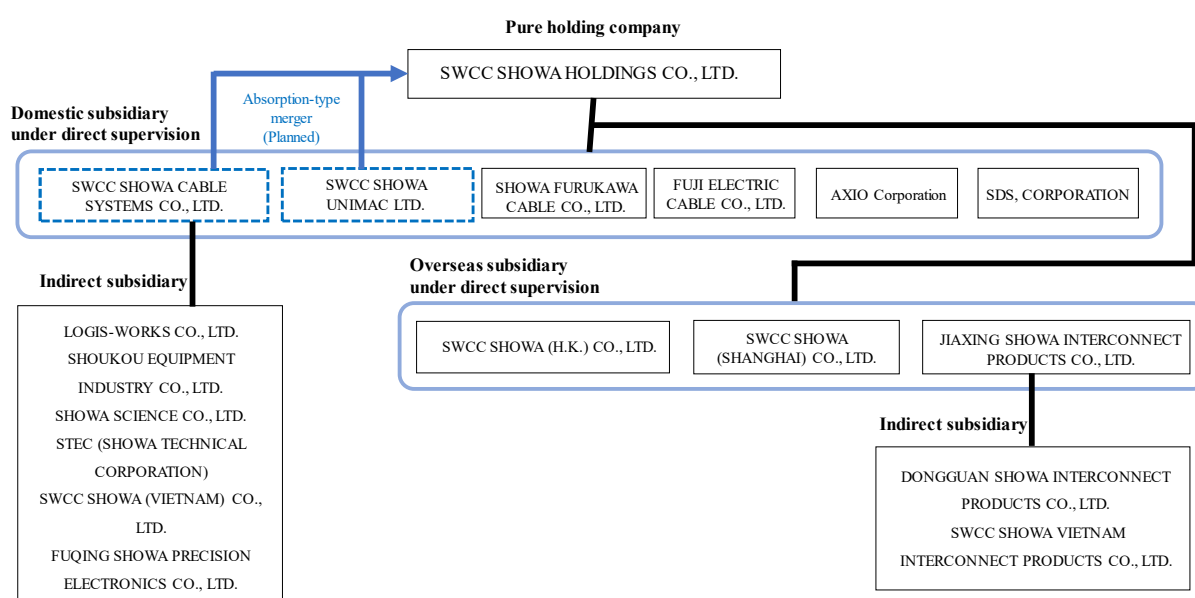 Pure holding company
SWCC SHOWA HOLDINGS CO., LTD.
Absorption-type
merger
(Planned)
Domestic subsidiary
under direct supervision
SWCC SHOWA CABLE
SYSTEMS CO., LTD.
SWCC SHOWA
UNIMAC LTD.
SHOWA FURUKAWA
CABLE CO., LTD.
FUJI ELECTRIC
CABLE CO., LTD.
AXIO Corporation
SDS, CORPORATION
Indirect subsidiary
LOGIS-WORKS CO., LTD.
SHOUKOU EQUIPMENT
INDUSTRY CO., LTD.
SHOWA SCIENCE CO., LTD.
STEC (SHOWA TECHNICAL
CORPORATION)
SWCC SHOWA (VIETNAM) CO.,
LTD.
FUQING SHOWA PRECISION
ELECTRONICS CO., LTD.
Overseas subsidiary
under direct supervision
SWCC SHOWA (H.K.) CO., LTD.
SWCC SHOWA
(SHANGHAI) CO., LTD.
JIAXING SHOWA INTERCONNECT
PRODUCTS CO., LTD.
Indirect subsidiary
DONGGUAN SHOWA INTERCONNECT
PRODUCTS CO., LTD.
SWCC SHOWA VIETNAM
INTERCONNECT PRODUCTS CO., LTD.